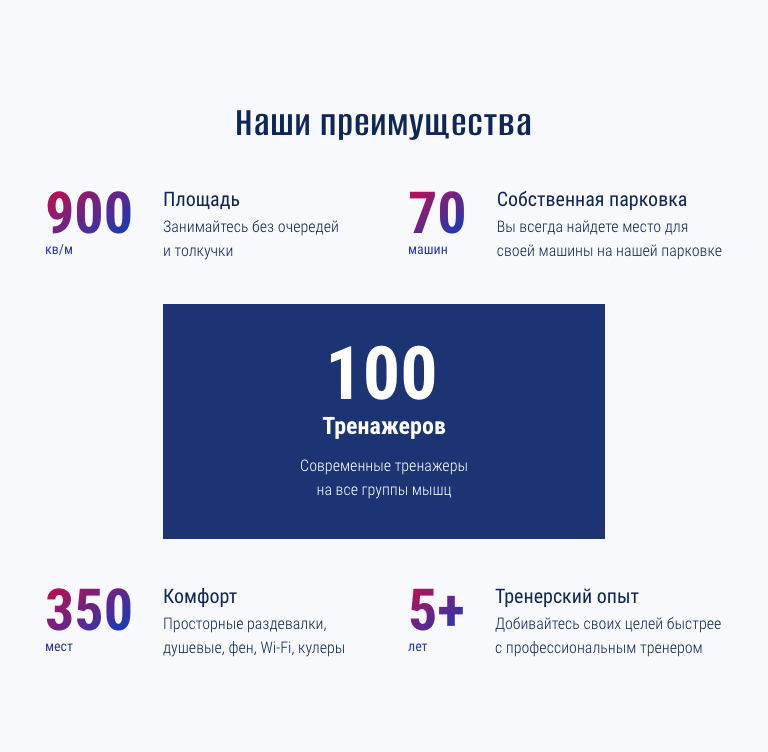 Наши преимущества
900
кв/м
Площадь
Занимайтесь без очередей
и толкучки
70
машин
Собственная парковка
Вы всегда найдете место для
своей машины на нашей парковке
100
Тренажеров
Современные тренажеры
на все группы мышц
350
мест
Комфорт
Просторные раздевалки,
душевые, фен, Wi-Fi, кулеры
5+
лет
Тренерский опыт
Добивайтесь своих целей быстрее
с профессиональным тренером